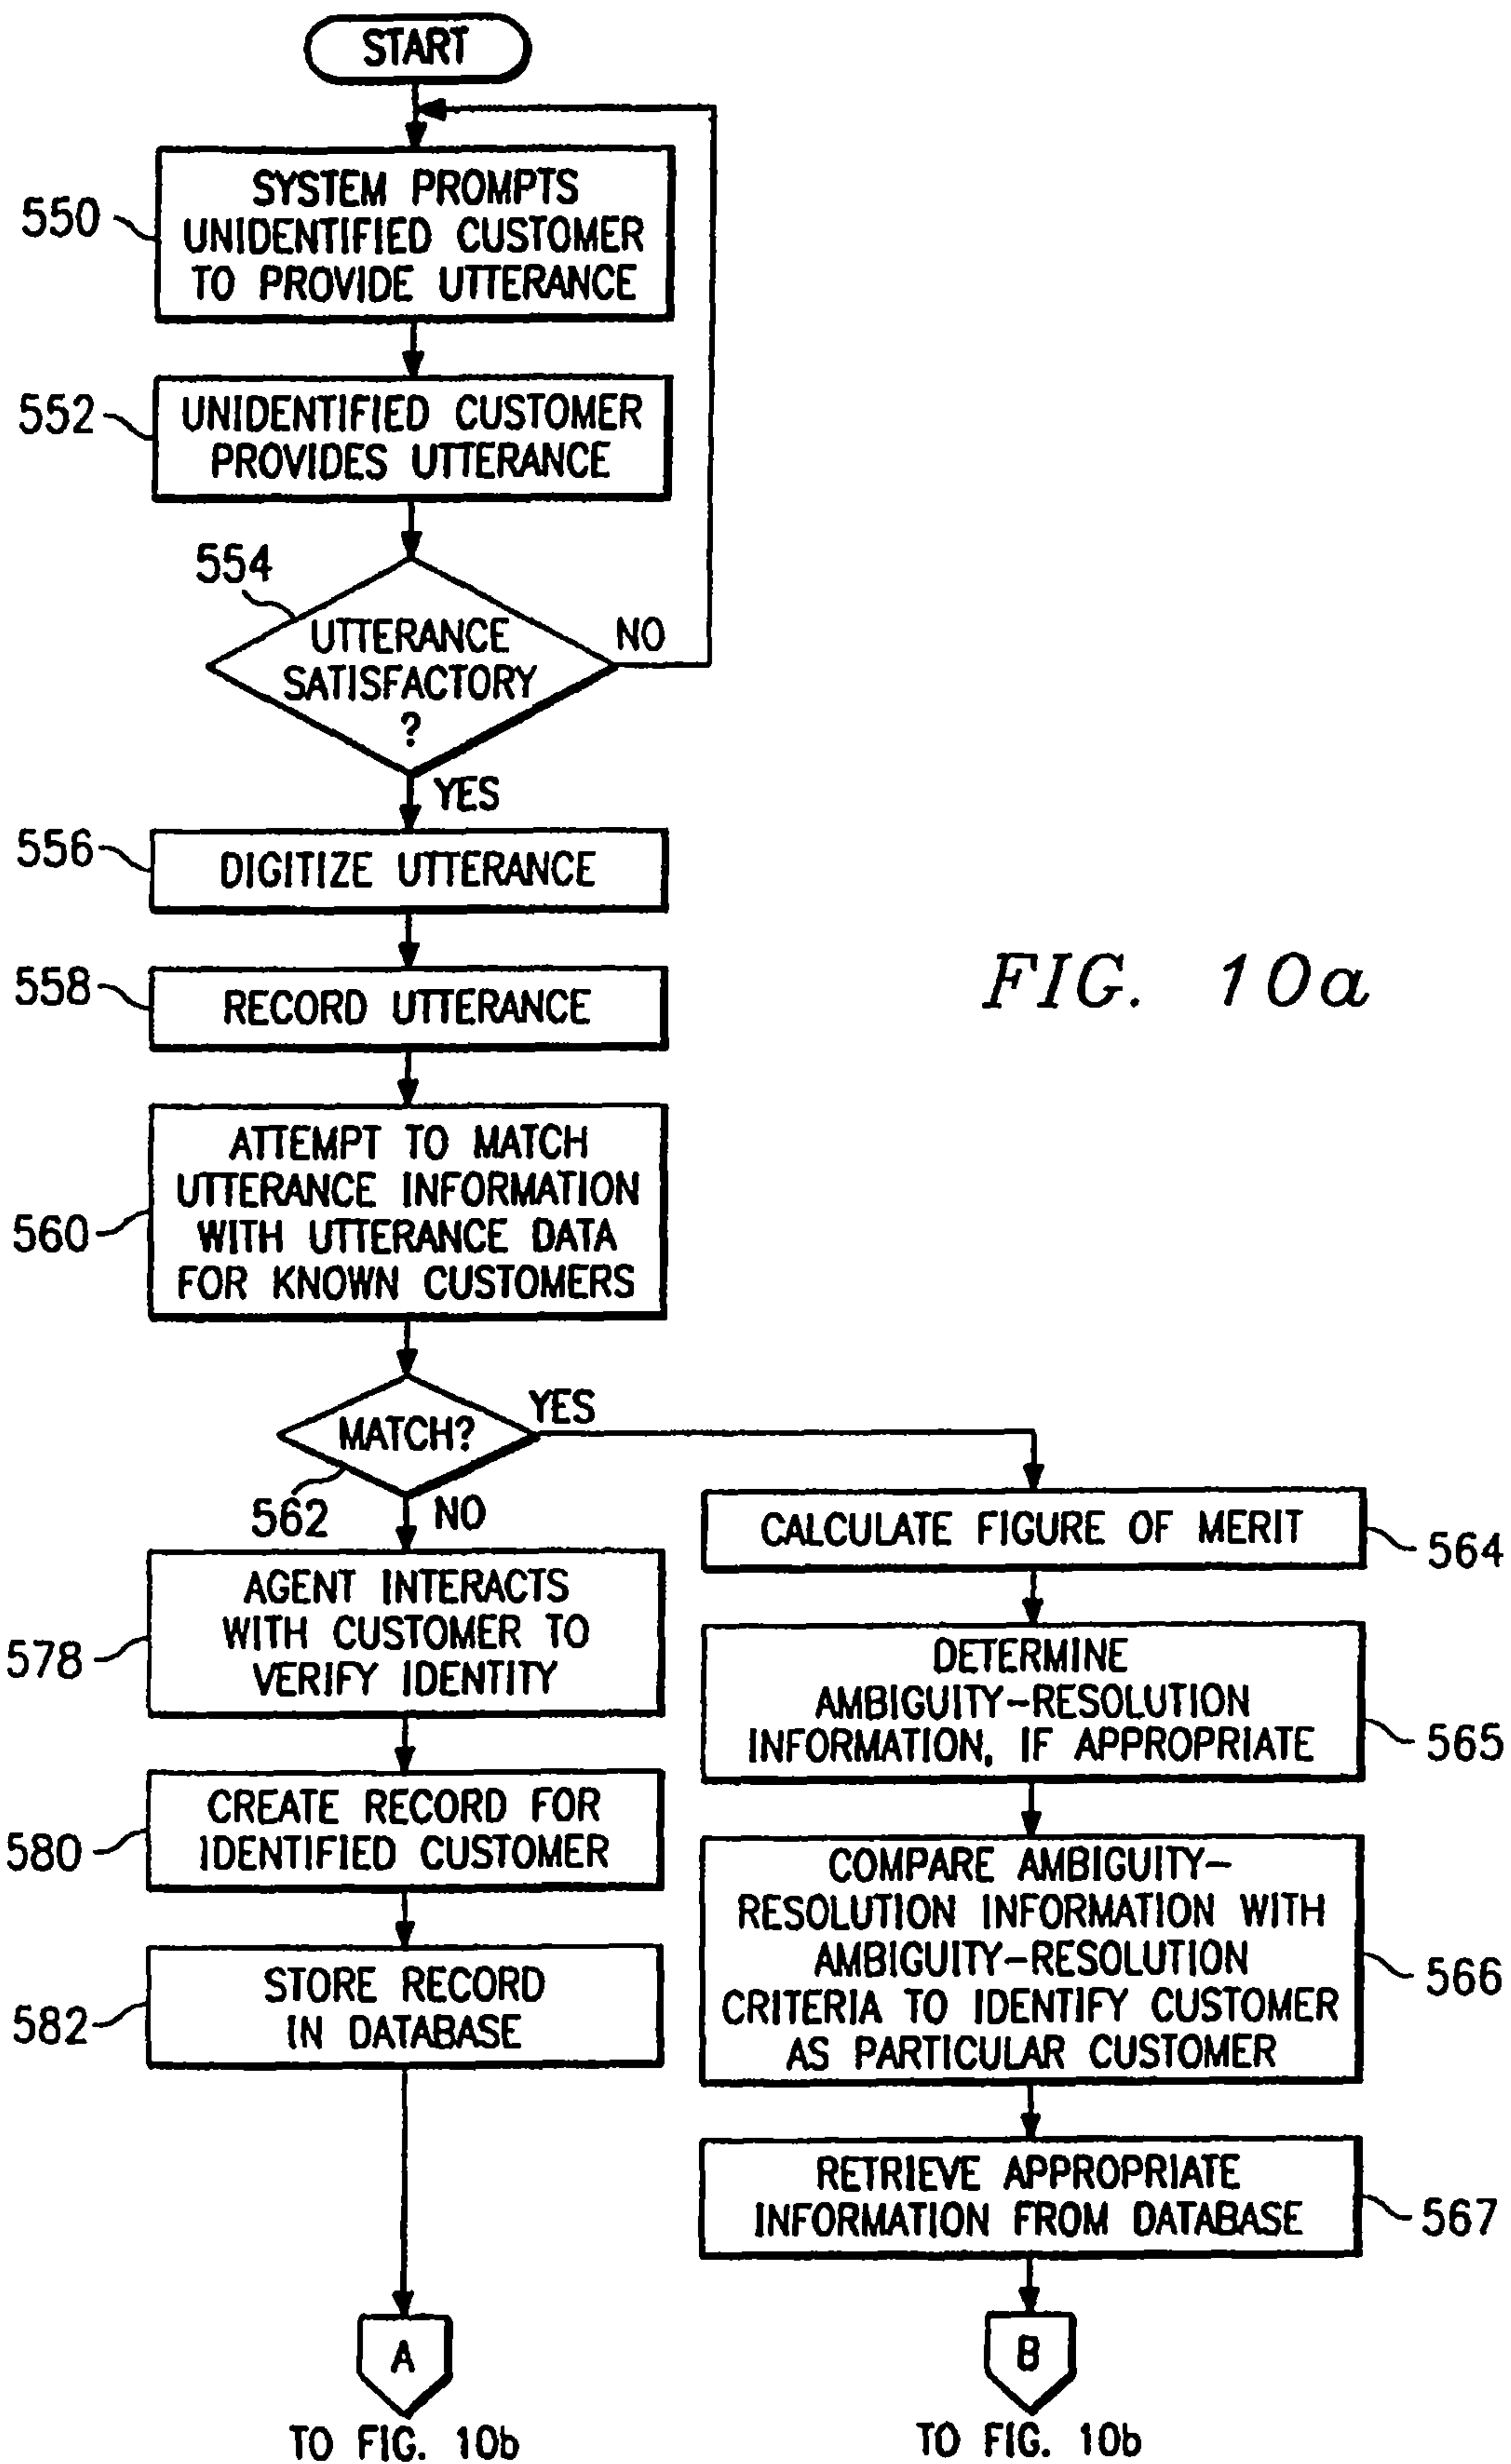 START
550
SYSTEM PROMPTS
UNIDENTIFIED CUSTOMER
TO PROVIDE UTTERANCE
552
UNIDENTIFIED CUSTOMER
PROVIDES UTTERANCE
554
UTTERANCE
SATISFACTORY
?
NO
YES
556
DIGITIZE UTTERANCE
558
RECORD UTTERANCE
FIG. 10a
560
ATTEMPT TO MATCH
UTTERANCE INFORMATION
WITH UTTERANCE DATA
FOR KNOWN CUSTOMERS
MATCH?
YES
562
NO
578
AGENT INTERACTS
WITH CUSTOMER TO
VERIFY IDENTITY
580
CREATE RECORD FOR
IDENTIFIED CUSTOMER
582
STORE RECORD
IN DATABASE
A
TO FIG. 10b
CALCULATE FIGURE OF MERIT
564
DETERMINE
AMBIGUITY-RESOLUTION
INFORMATION, IF APPROPRIATE
565
COMPARE AMBIGUITY-
RESOLUTION INFORMATION WITH
AMBIGUITY-RESOLUTION
CRITERIA TO IDENTIFY CUSTOMER
AS PARTICULAR CUSTOMER
566
RETRIEVE APPROPRIATE
INFORMATION FROM DATABASE
567
B
TO FIG. 10b